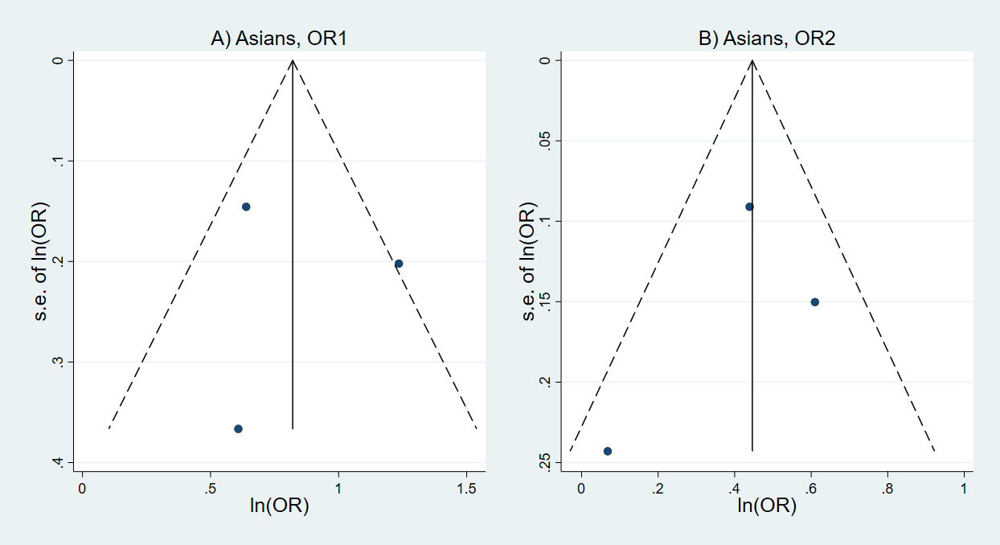 A) Asians, OR1
s.e. of ln(OR)
0
.1
.2
.3
.4
0 .5 1 1.5
ln(OR)
B) Asians, OR2
s.e. of ln(OR)
0
.05
.1
.15
.2
.25
0 .2 .4 .6 .8 1
ln(OR)